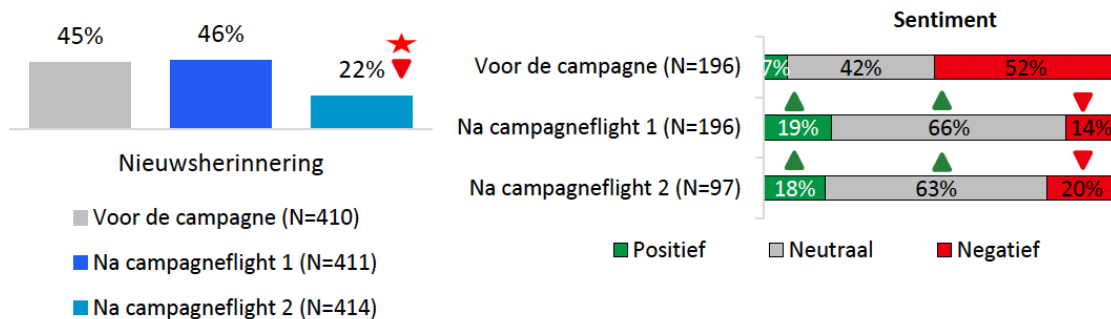 45%
46%
22%
Nieuwsherinnering
Voor de campagne (N=410)
Na campagneflight 1 (N=411)
Na campagneflight 2 (N=414)
Sentiment
Voor de campagne (N=196)
7%
42%
52%
Na campagneflight 1 (N=196)
19%
66%
14%
Na campagneflight 2 (N=97)
18%
63%
20%
Positief
Neutraal
Negatief